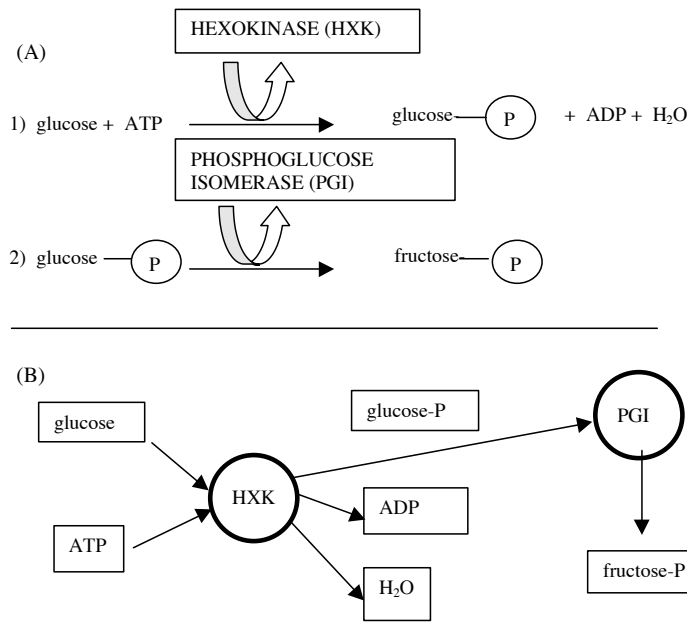 HEXOKINASE (HXK)
(A)
1) glucose + ATP
glucose P + ADP + H₂O
PHOSPHOGLUCOSE
ISOMERASE (PGI)
2) glucose P
fructose P
(B)
glucose
glucose-P
PGI
HXK
ADP
ATP
H₂O
fructose-P